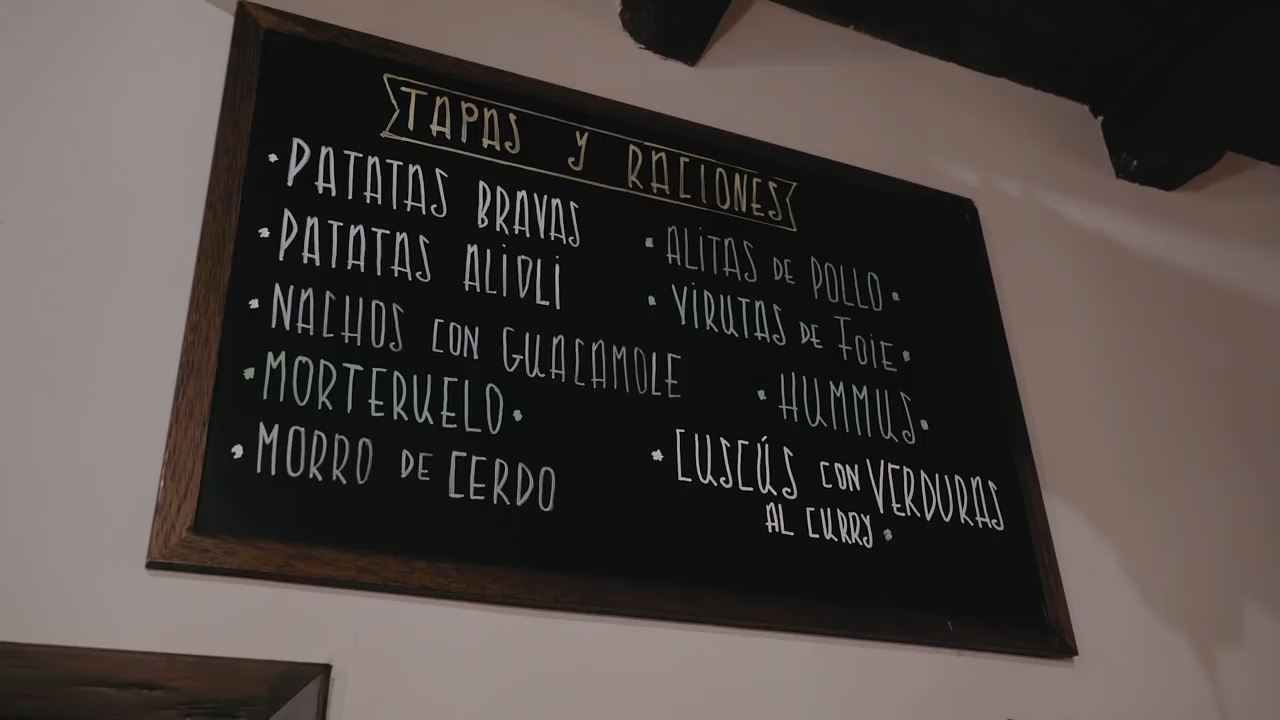 TAPAS Y RACIONES
PATATAS BRAVAS
PATATAS ALIOLI
NACHOS CON GUACAMOLE
MORTERUELO
MORRO DE CERDO
ALITAS DE POLLO
VIRUTAS DE FOIE
HUMMUS
CUSCÚS CON VERDURAS
AL CURRY